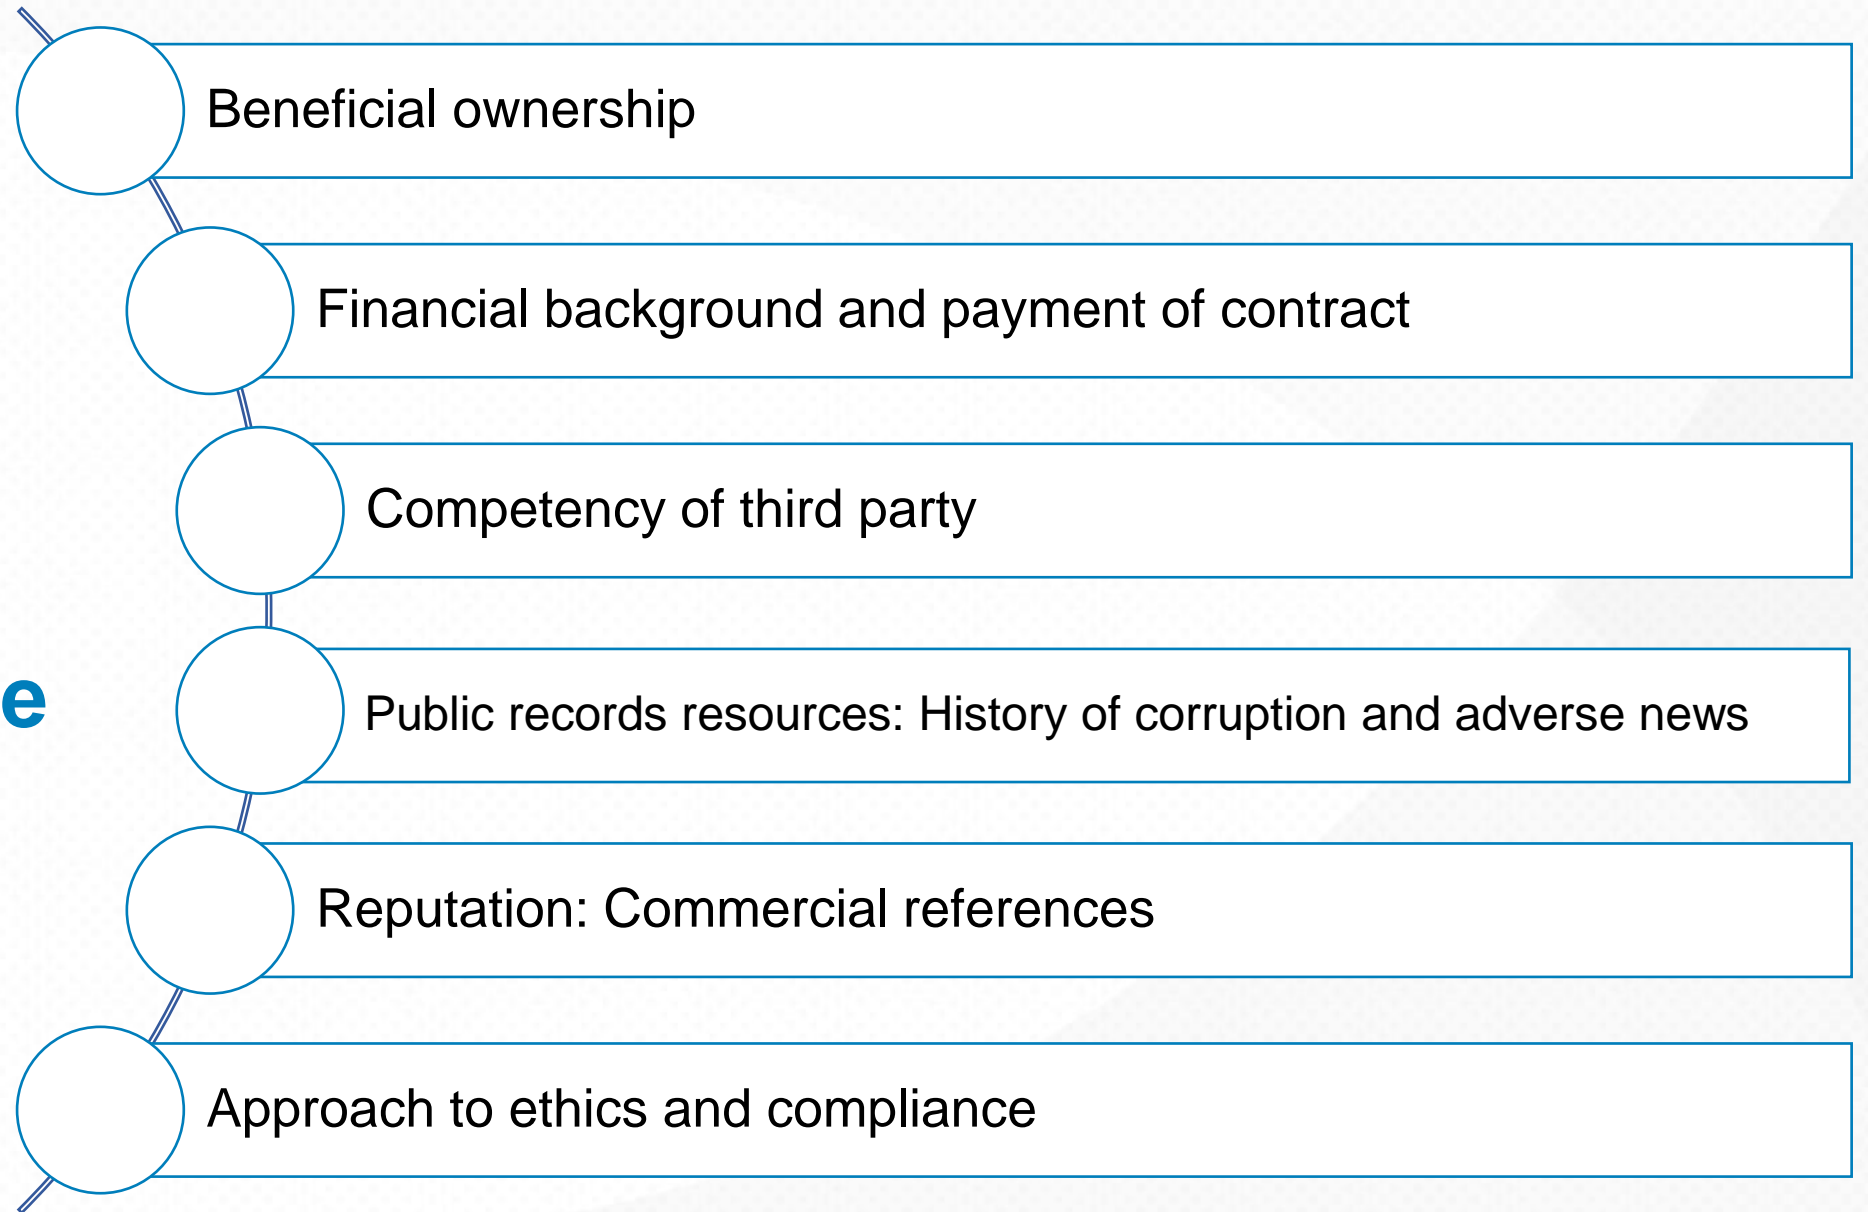 Beneficial ownership
Financial background and payment of contract
Competency of third party
e
Public records resources: History of corruption and adverse news
Reputation: Commercial references
Approach to ethics and compliance